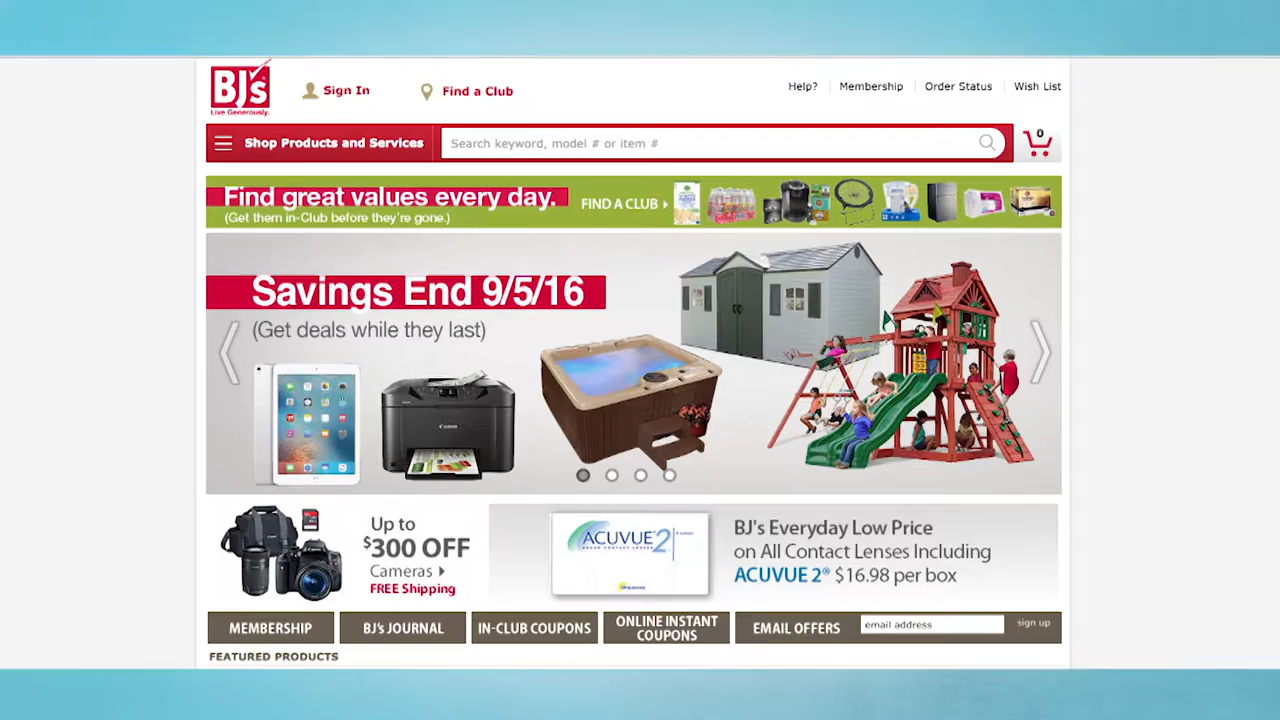 BJ's
Live Generously.
Sign In
Find a Club
Help?
Membership
Order Status
Wish List
Shop Products and Services
Search keyword, model # or item #
0
Find great values every day.
(Get them in-Club before they're gone.)
FIND A CLUB
Savings End 9/5/16
(Get deals while they last)
Canon
Up to
$300 OFF
Cameras
FREE Shipping
ACUVUE 2
BJ's Everyday Low Price
on All Contact Lenses Including
ACUVUE 2® $16.98 per box
MEMBERSHIP
BJ's JOURNAL
IN-CLUB COUPONS
ONLINE INSTANT
COUPONS
EMAIL OFFERS
email address
sign up
FEATURED PRODUCTS